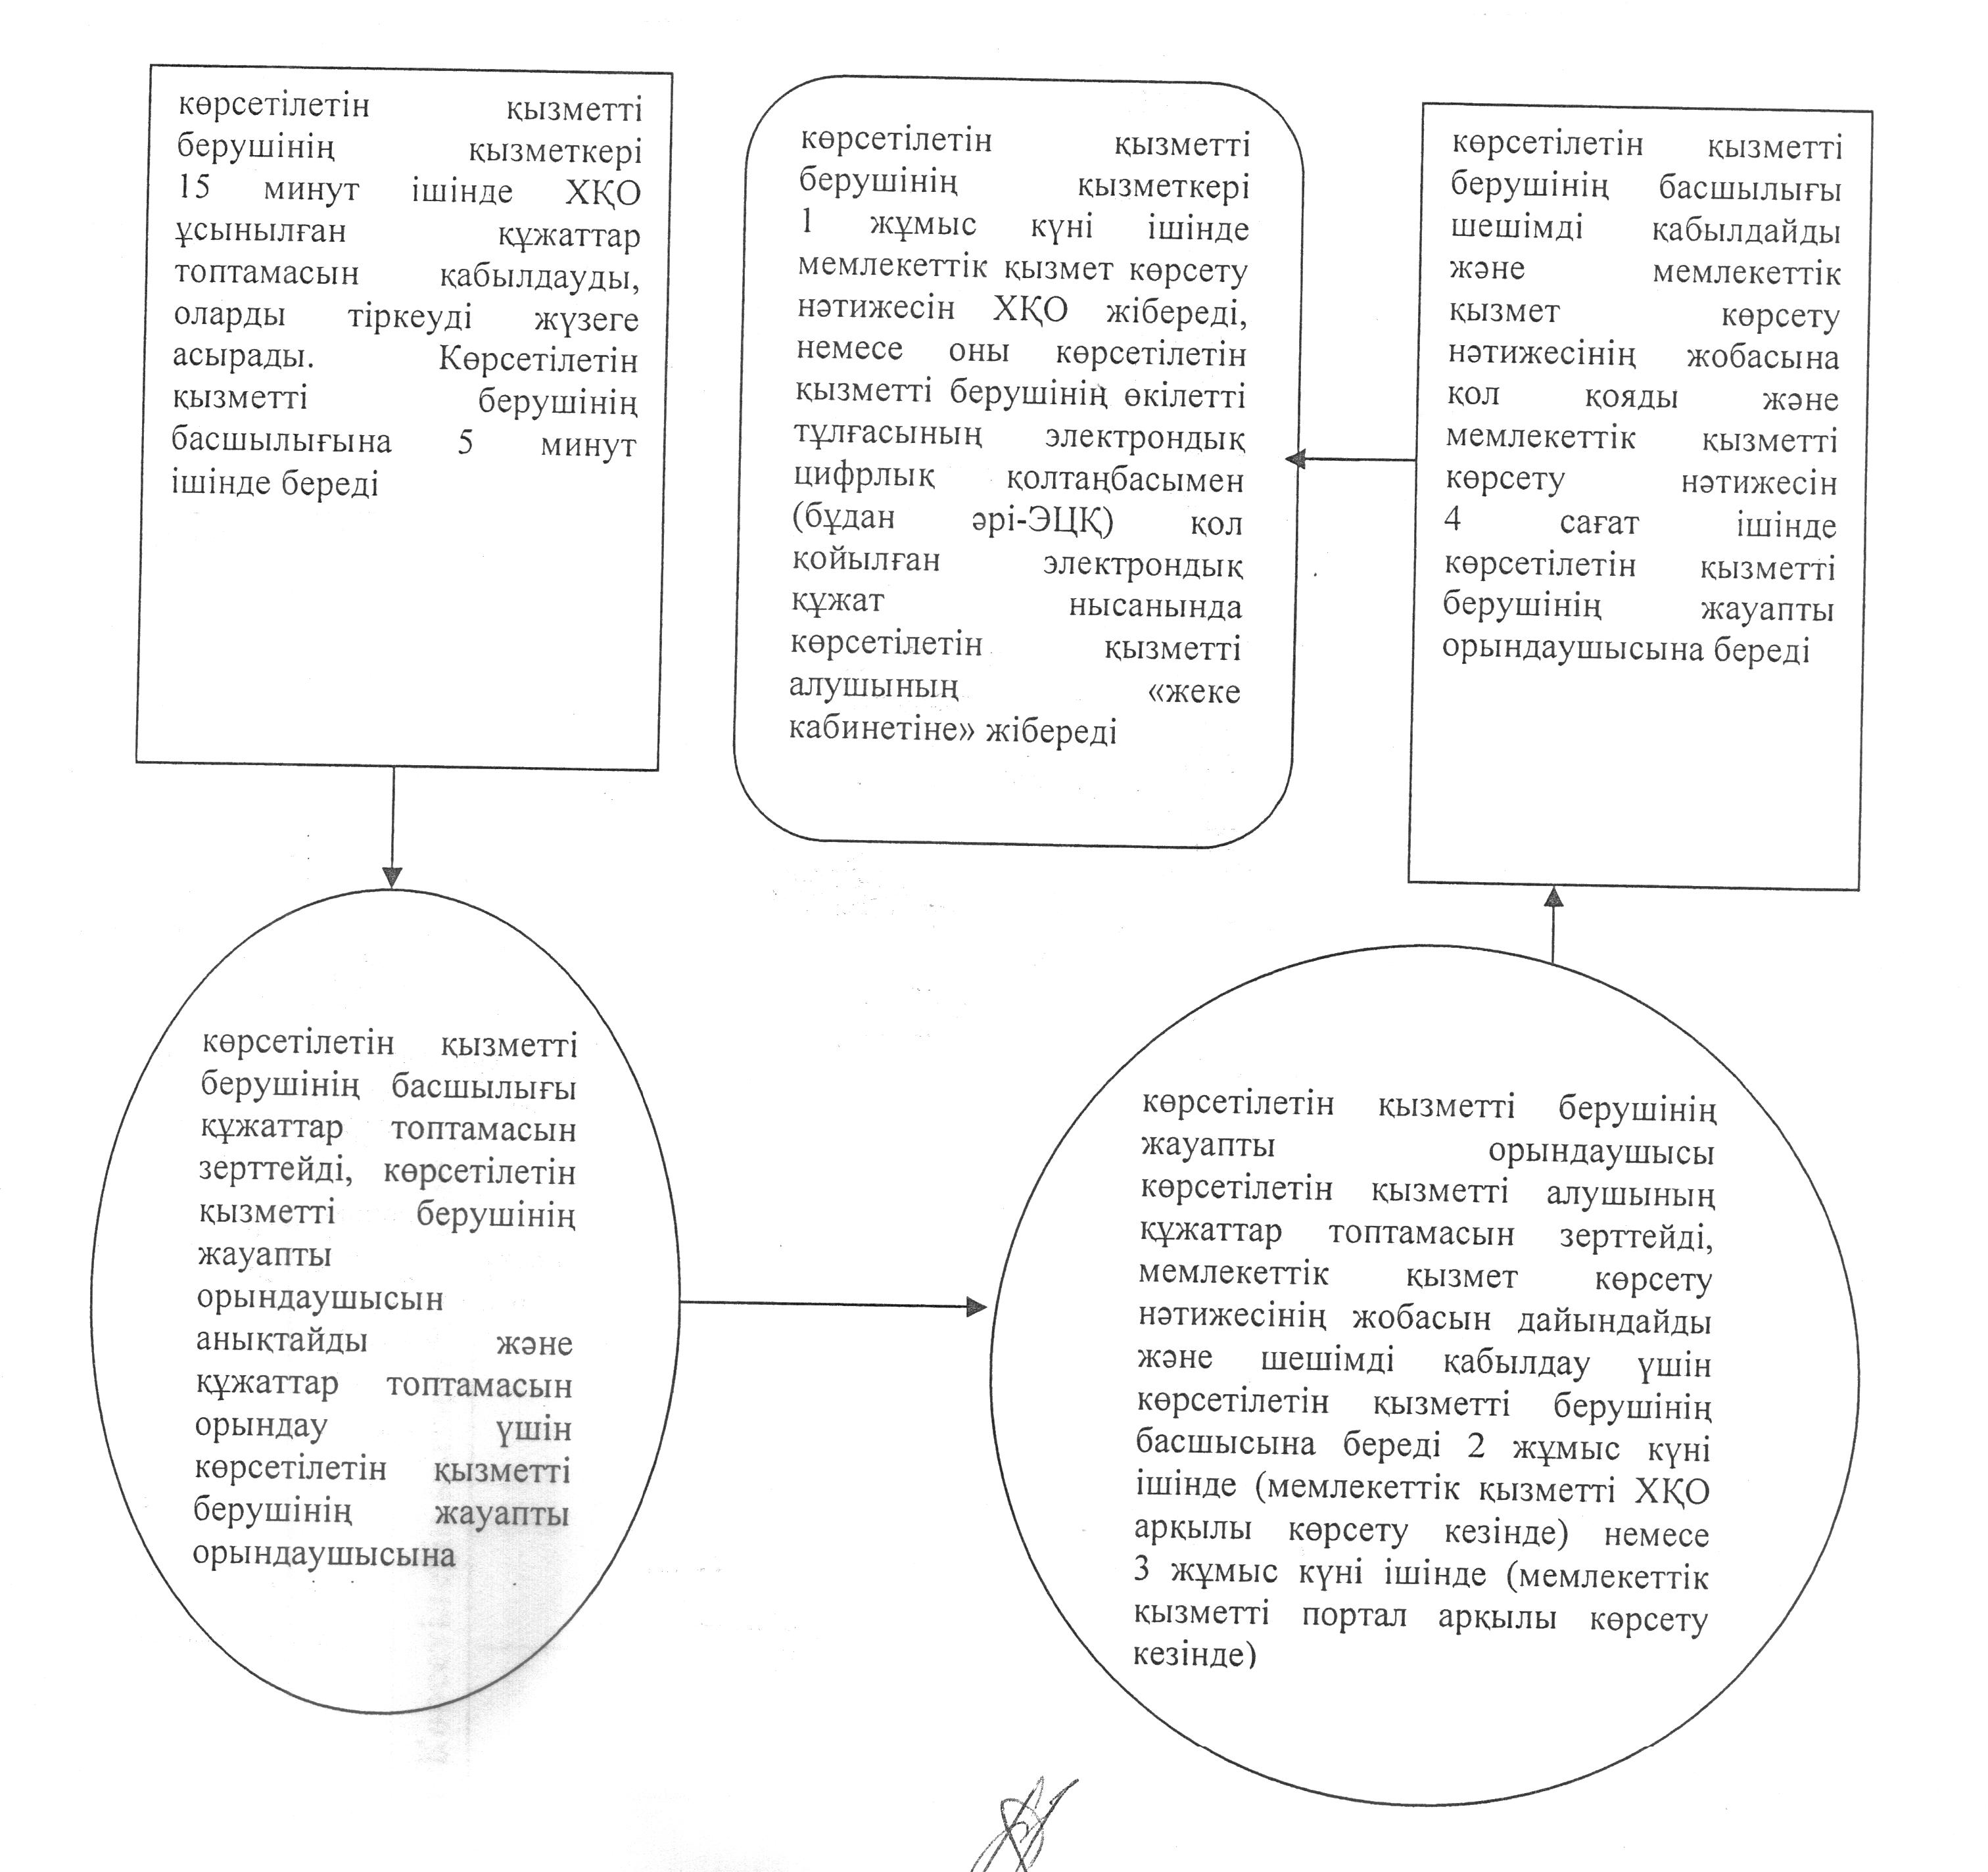 көрсетілетін қызметті
берушінің қызметкері
15 минут ішінде ХҚО
ұсынылған құжаттар
топтамасын қабылдауды,
оларды тіркеуді жүзеге
асырады. Көрсетілетін
қызметті берушінің
басшылығына 5 минут
ішінде береді
көрсетілетін қызметті
берушінің басшылығы
құжаттар топтамасын
зерттейді, көрсетілетін
қызметті берушінің
жауапты
орындаушысын
анықтайды және
құжаттар топтамасын
орындау үшін
көрсетілетін қызметті
берушінің жауапты
орындаушысына
көрсетілетін қызметті берушінің
жауапты орындаушысы
көрсетілетін қызметті алушының
құжаттар топтамасын зерттейді,
мемлекеттік қызмет көрсету
нәтижесінің жобасын дайындайды
және шешімді қабылдау үшін
көрсетілетін қызметті берушінің
басшысына береді 2 жұмыс күні
ішінде (мемлекеттік қызметті ХҚО
арқылы көрсету кезінде) немесе
3 жұмыс күні ішінде (мемлекеттік
қызметті портал арқылы көрсету
кезінде)
көрсетілетін қызметті
берушінің басшылығы
шешімді қабылдайды
және мемлекеттік
қызмет көрсету
нәтижесінің жобасына
қол қояды және
мемлекеттік қызметті
көрсету нәтижесін
4 сағат ішінде
көрсетілетін қызметті
берушінің жауапты
орындаушысына береді
көрсетілетін қызметті
берушінің қызметкері
1 жұмыс күні ішінде
мемлекеттік қызмет көрсету
нәтижесін ХҚО жібереді,
немесе оны көрсетілетін
қызметті берушінің өкілетті
тұлғасының электрондық
цифрлық қолтаңбасымен
(бұдан әрі-ЭЦҚ) қол
қойылған электрондық
құжат нысанында
көрсетілетін қызметті
алушының «жеке
кабинетіне» жібереді